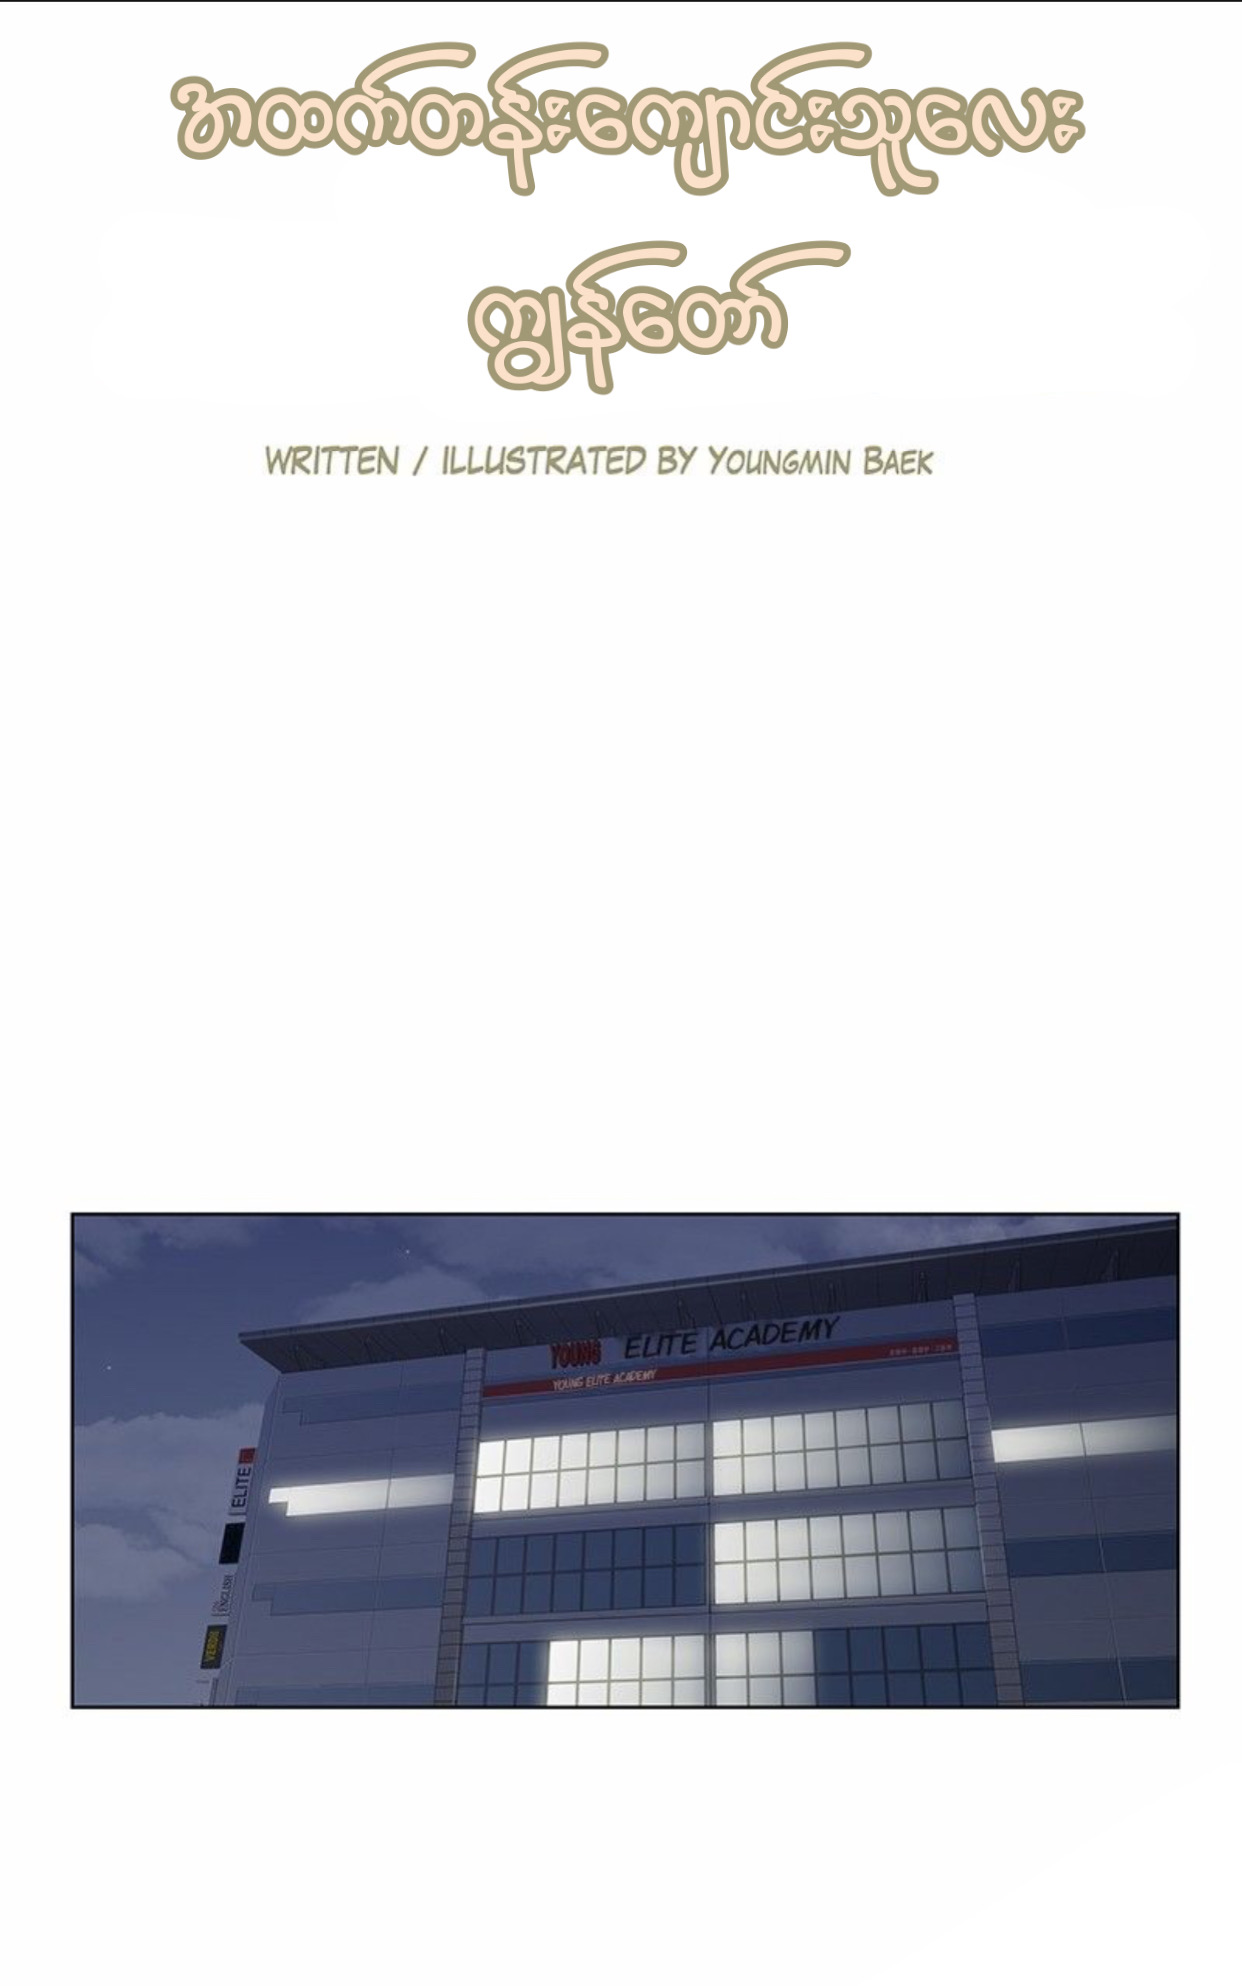 အထက်တန်းကျောင်းသူလေး
ကျွန်တော်
WRITTEN / ILLUSTRATED BY YOUNGMIN BAEK
YOUNG ELITE ACADEMY
YOUNG ELITE ACADEMY
ELITE
ENGLISH
VERDI